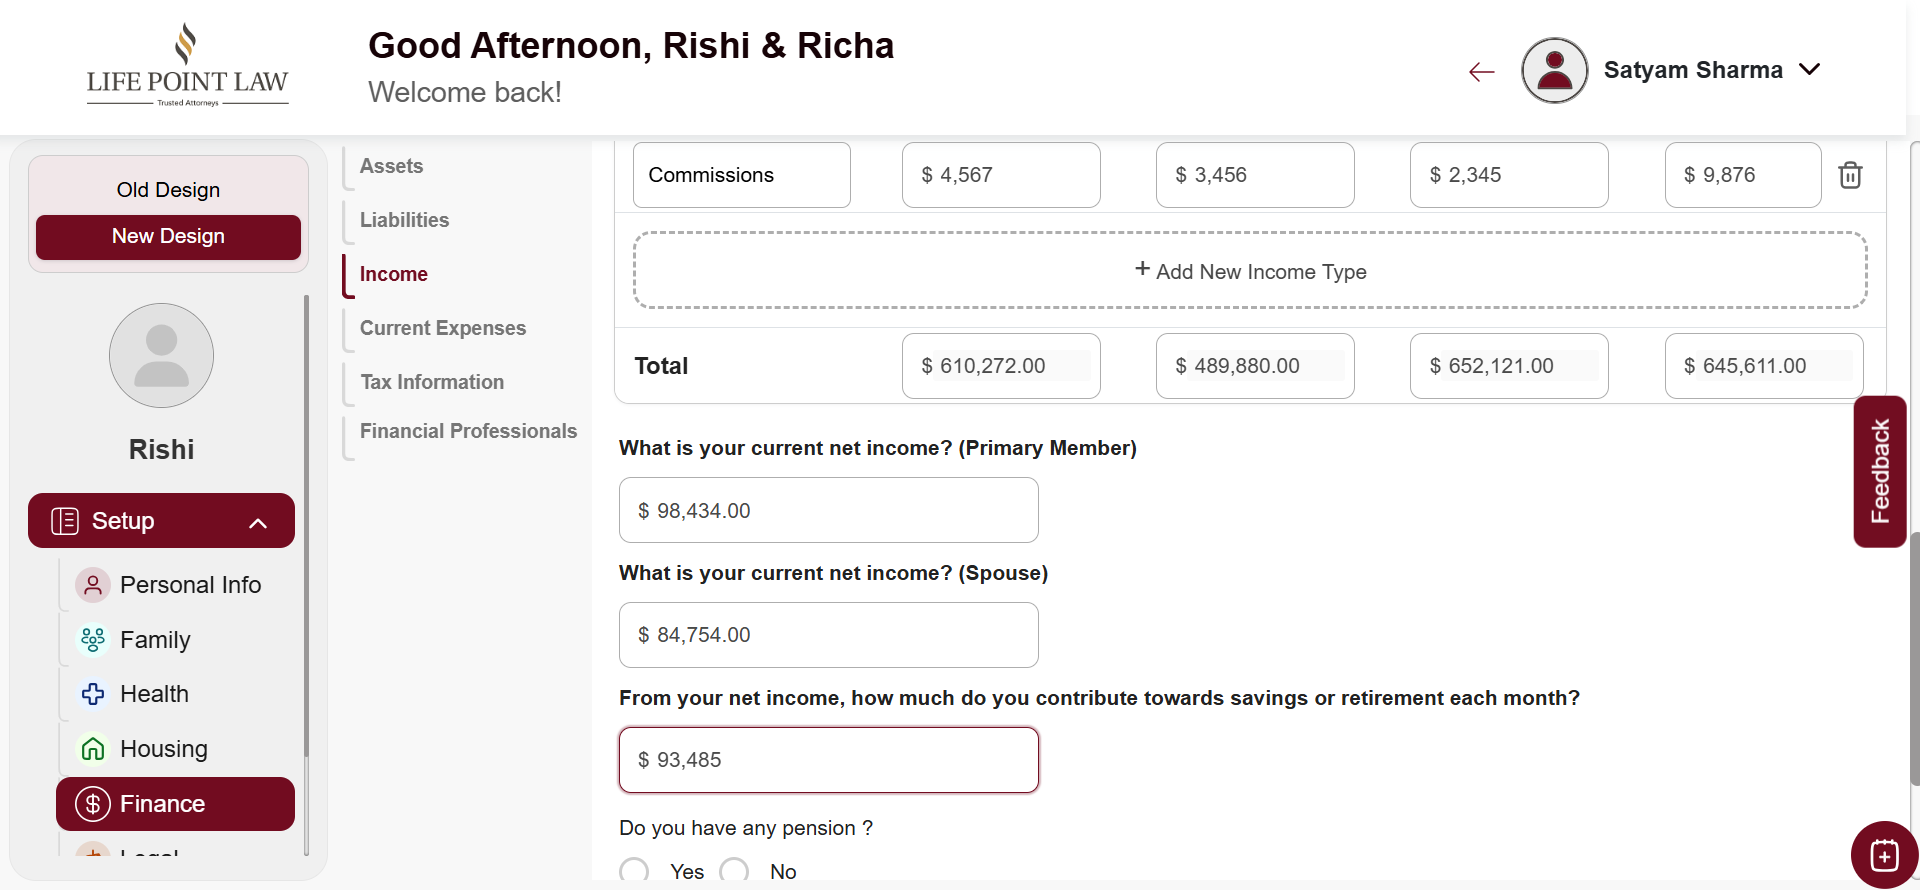 LIFE POINT LAW
Trusted Attorneys
Good Afternoon, Rishi & Richa
Welcome back!
Satyam Sharma
Old Design
New Design
Rishi
Setup
Personal Info
Family
Health
Housing
Finance
Legal
Assets
Liabilities
Income
Current Expenses
Tax Information
Financial Professionals
Commissions $ 4,567 $ 3,456 $ 2,345 $ 9,876
+ Add New Income Type
Total $ 610,272.00 $ 489,880.00 $ 652,121.00 $ 645,611.00
What is your current net income? (Primary Member)
$ 98,434.00
What is your current net income? (Spouse)
$ 84,754.00
From your net income, how much do you contribute towards savings or retirement each month?
$ 93,485
Do you have any pension ?
Yes No
Feedback